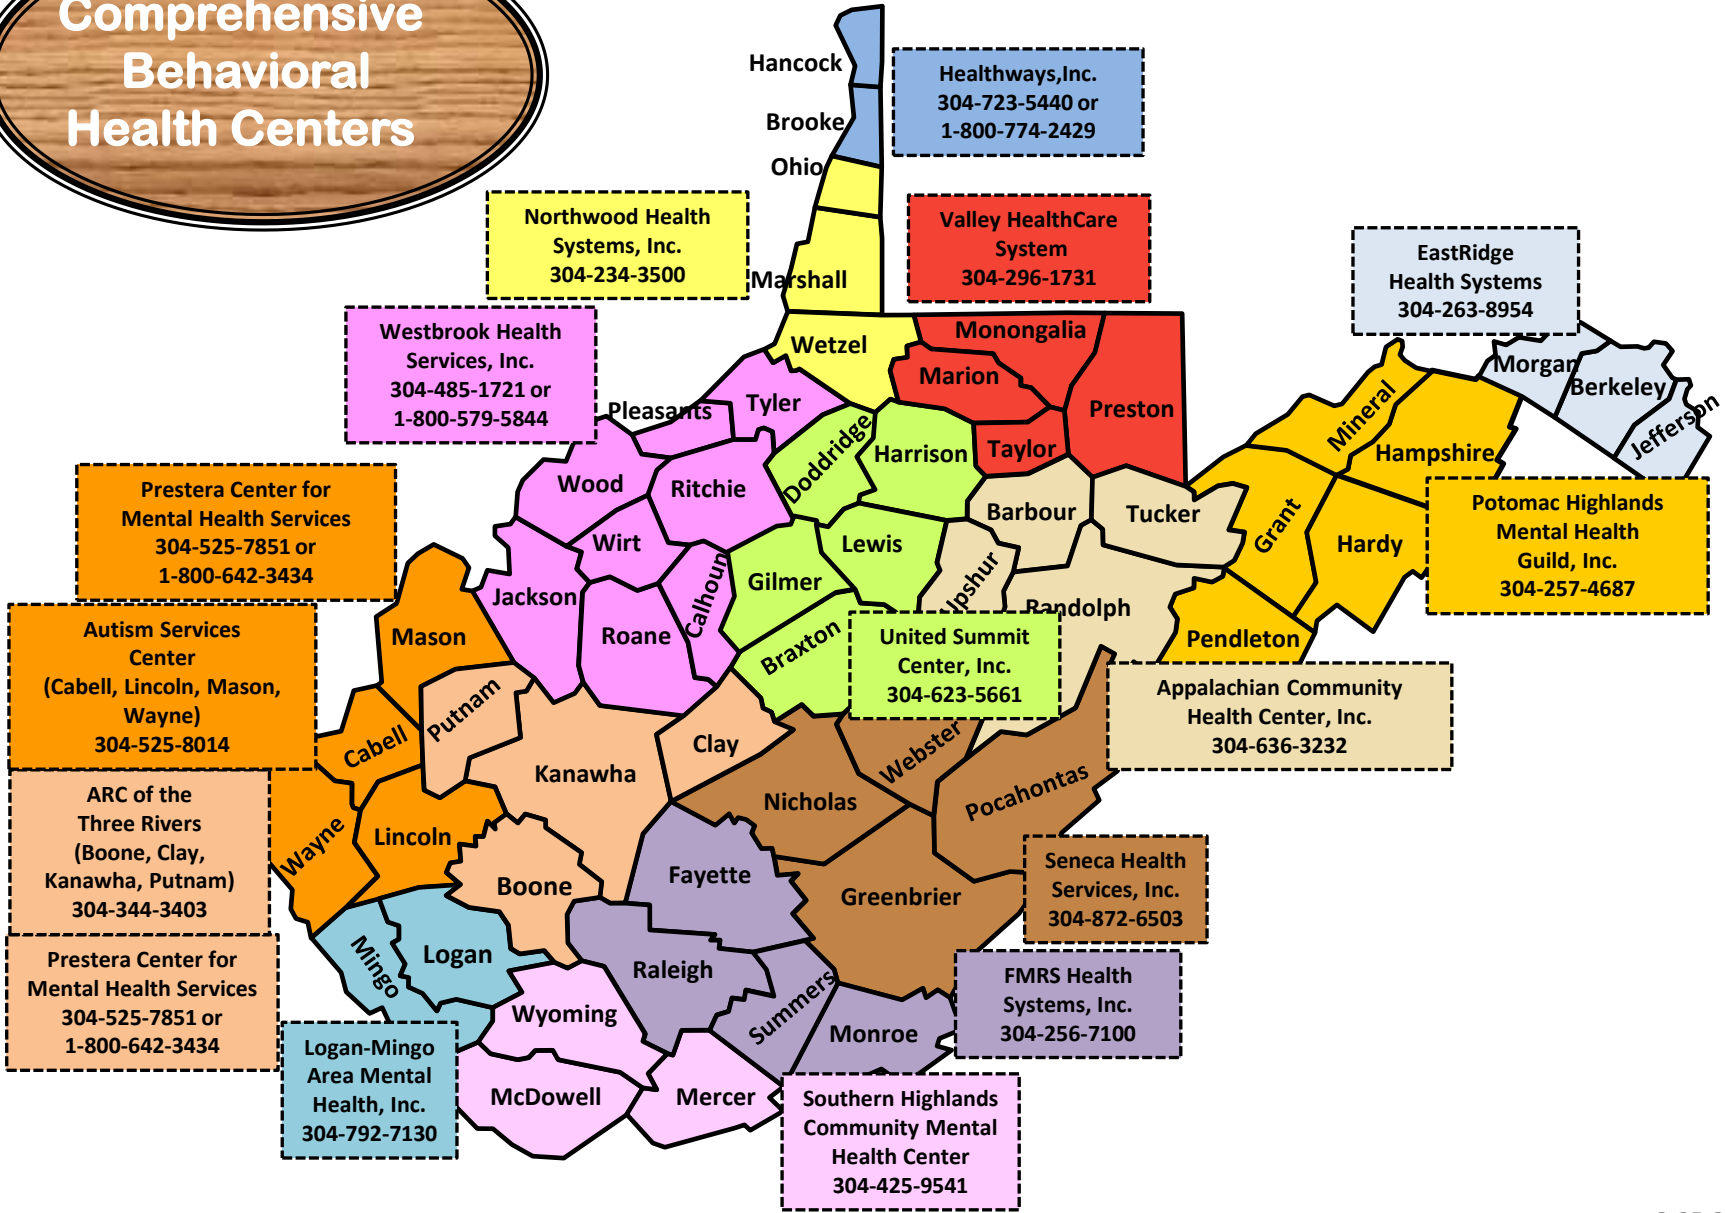 Comprehensive
Behavioral
Health Centers
Hancock
Brooke
Ohio
Marshall
Healthways,Inc.
304-723-5440 or
1-800-774-2429
Northwood Health
Systems, Inc.
304-234-3500
Valley HealthCare
System
304-296-1731
EastRidge
Health Systems
304-263-8954
Westbrook Health
Services, Inc.
304-485-1721 or
1-800-579-5844
Wetzel
Monongalia
Marion
Preston
Taylor
Morgan
Berkeley
Jefferson
Mineral
Hampshire
Grant
Hardy
Pendleton
Pleasants
Tyler
Doddridge
Harrison
Wood
Ritchie
Wirt
Calhoun
Jackson
Roane
Gilmer
Lewis
Braxton
Barbour
Tucker
Upshur
Randolph
Prestera Center for
Mental Health Services
304-525-7851 or
1-800-642-3434
Potomac Highlands
Mental Health
Guild, Inc.
304-257-4687
Autism Services
Center
(Cabell, Lincoln, Mason,
Wayne)
304-525-8014
United Summit
Center, Inc.
304-623-5661
Appalachian Community
Health Center, Inc.
304-636-3232
Mason
Putnam
Cabell
Kanawha
Clay
Lincoln
Wayne
Boone
Nicholas
Webster
Pocahontas
Greenbrier
Fayette
Raleigh
Summers
Monroe
Mingo
Logan
Wyoming
McDowell
Mercer
ARC of the
Three Rivers
(Boone, Clay,
Kanawha, Putnam)
304-344-3403
Seneca Health
Services, Inc.
304-872-6503
Prestera Center for
Mental Health Services
304-525-7851 or
1-800-642-3434
FMRS Health
Systems, Inc.
304-256-7100
Logan-Mingo
Area Mental
Health, Inc.
304-792-7130
Southern Highlands
Community Mental
Health Center
304-425-9541